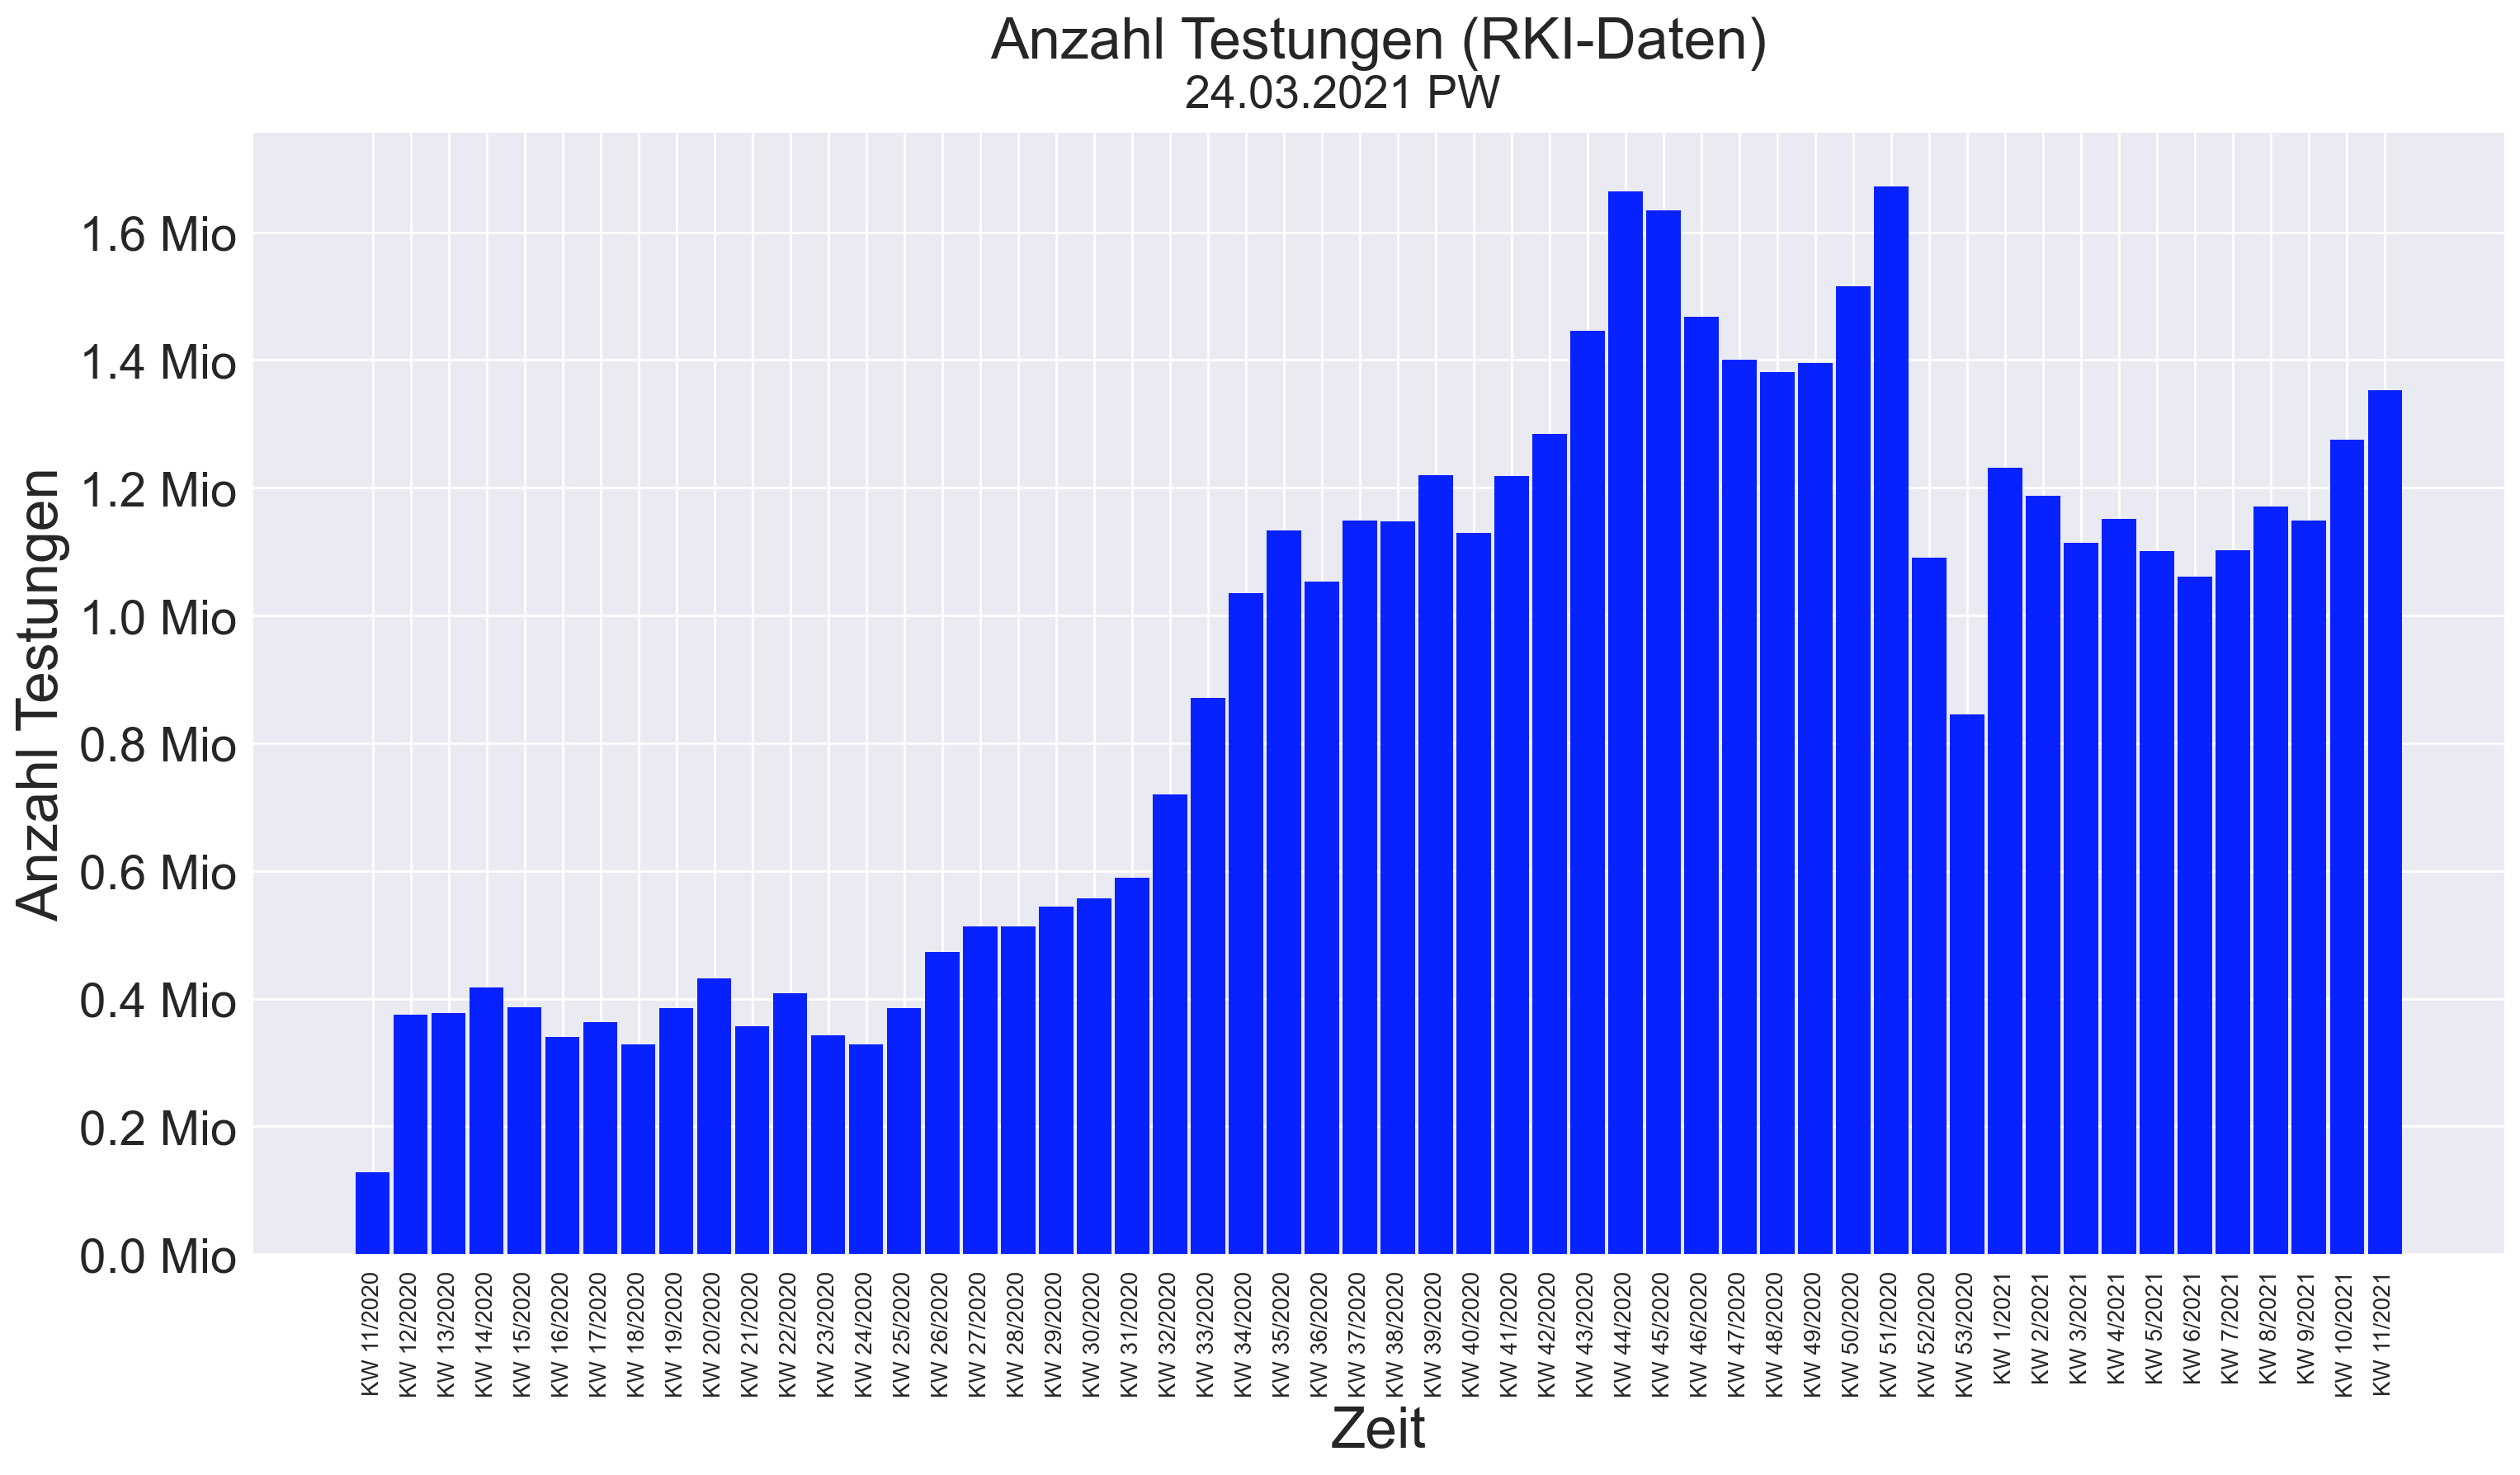 Anzahl Testungen (RKI-Daten)
24.03.2021 PW
Anzahl Testungen
1.6 Mio
1.4 Mio
1.2 Mio
1.0 Mio
0.8 Mio
0.6 Mio
0.4 Mio
0.2 Mio
0.0 Mio
KW 11/2020
KW 12/2020
KW 13/2020
KW 14/2020
KW 15/2020
KW 16/2020
KW 17/2020
KW 18/2020
KW 19/2020
KW 20/2020
KW 21/2020
KW 22/2020
KW 23/2020
KW 24/2020
KW 25/2020
KW 26/2020
KW 27/2020
KW 28/2020
KW 29/2020
KW 30/2020
KW 31/2020
KW 32/2020
KW 33/2020
KW 34/2020
KW 35/2020
KW 36/2020
KW 37/2020
KW 38/2020
KW 39/2020
KW 40/2020
KW 41/2020
KW 42/2020
KW 43/2020
KW 44/2020
KW 45/2020
KW 46/2020
KW 47/2020
KW 48/2020
KW 49/2020
KW 50/2020
KW 51/2020
KW 52/2020
KW 53/2020
KW 1/2021
KW 2/2021
KW 3/2021
KW 4/2021
KW 5/2021
KW 6/2021
KW 7/2021
KW 8/2021
KW 9/2021
KW 10/2021
KW 11/2021
Zeit